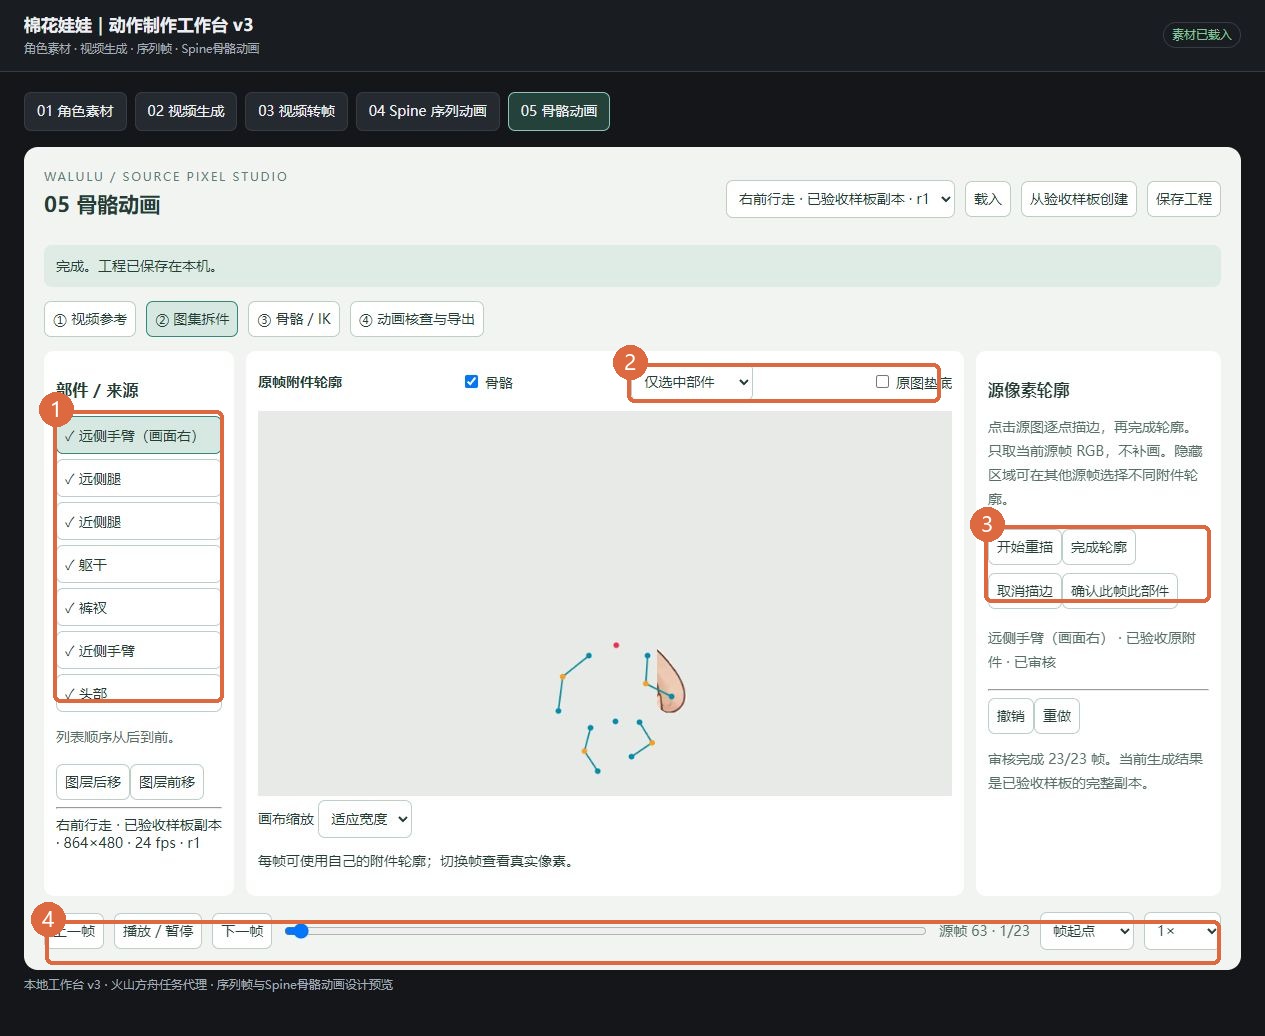 棉花娃娃 | 动作制作工作台 v3
角色素材 · 视频生成 · 序列帧 · Spine骨骼动画
素材已载入
01 角色素材
02 视频生成
03 视频转帧
04 Spine 序列动画
05 骨骼动画
WALULU / SOURCE PIXEL STUDIO
05 骨骼动画
右前行走 · 已验收样板副本 · r1
载入
从验收样板创建
保存工程
完成。工程已保存在本机。
① 视频参考
② 图集拆件
③ 骨骼 / IK
④ 动画核查与导出
部件 / 来源
1
✓ 远侧手臂（画面右）
✓ 远侧腿
✓ 近侧腿
✓ 躯干
✓ 裤衩
✓ 近侧手臂
✓ 头部
列表顺序从后到前。
图层后移
图层前移
右前行走 · 已验收样板副本
· 864×480 · 24 fps · r1
原帧附件轮廓
骨骼
2
仅选中部件
原图垫底
画布缩放
适应宽度
每帧可使用自己的附件轮廓；切换帧查看真实像素。
源像素轮廓
点击源图逐点描边，再完成轮廓。
只取当前源帧 RGB，不补画。隐藏
区域可在其他源帧选择不同附件轮
廓。
3
开始重描
完成轮廓
取消描边
确认此帧此部件
远侧手臂（画面右） · 已验收原附
件 · 已审核
撤销
重做
审核完成 23/23 帧。当前生成结果
是已验收样板的完整副本。
4
上一帧
播放 / 暂停
下一帧
源帧 63 · 1/23
帧起点
1×
本地工作台 v3 · 火山方舟任务代理 · 序列帧与Spine骨骼动画设计预览